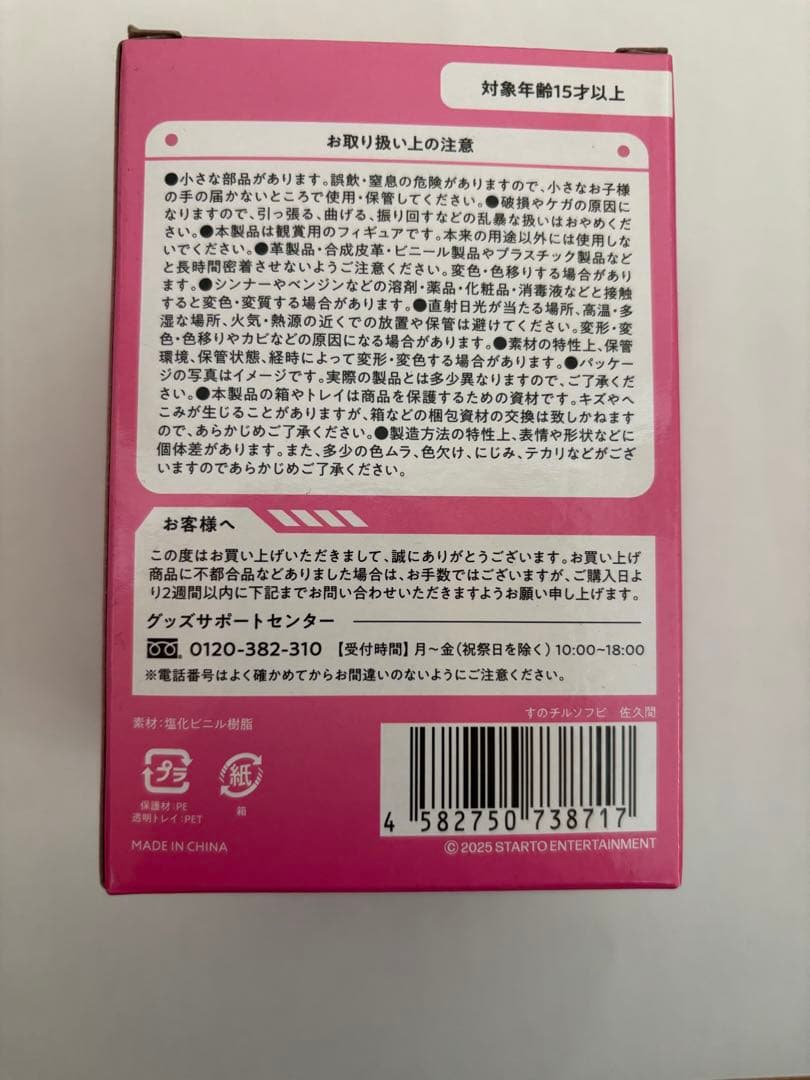 対象年齢15才以上
お取り扱い上の注意
●小さな部品があります。誤飲・窒息の危険がありますので、小さなお子様
の手の届かないところで使用・保管してください。●破損やケガの原因に
なりますので、引っ張る、曲げる、振り回すなどの乱暴な扱いはおやめくだ
さい。●本製品は観賞用のフィギュアです。本来の用途以外には使用しな
いでください。●革製品・合成皮革・ビニール製品やプラスチック製品など
と長時間密着させないようご注意ください。変色・色移りする場合があり
ます。●シンナーやベンジンなどの溶剤・薬品・化粧品・消毒液などと接触
すると変色・変質する場合があります。●直射日光が当たる場所、高温・多
湿な場所、火気・熱源の近くでの放置や保管は避けてください。変形・変
色・色移りやカビなどの原因になる場合があります。●素材の特性上、保管
環境、保管状態、経時によって変形・変色する場合があります。●パッケー
ジの写真はイメージです。実際の製品とは多少異なりますので、ご了承くだ
さい。●本製品の箱やトレイは商品を保護するための資材です。キズやへ
こみが生じることがありますが、箱などの梱包資材の交換は致しかねます
ので、あらかじめご了承ください。●製造方法の特性上、表情や形状などに
個体差があります。また、多少の色ムラ、色欠け、にじみ、テカリなどがござ
いますのであらかじめご了承ください。
お客様へ
この度はお買い上げいただきまして、誠にありがとうございます。お買い上げ
商品に不都合品などありました場合は、お手数ではございますが、ご購入日よ
り2週間以内に下記までお問い合わせいただきますようお願い申し上げます。
グッズサポートセンター
0120-382-310 【受付時間】月〜金(祝祭日を除く)10:00~18:00
※電話番号はよく確かめてからお間違いのないようにご注意ください。
すのチルソフビ 佐久間
素材:塩化ビニル樹脂
プラ
紙
保護材:PE
透明トレイ:PET
箱
4 582750 738717
MADE IN CHINA
© 2025 STARTO ENTERTAINMENT